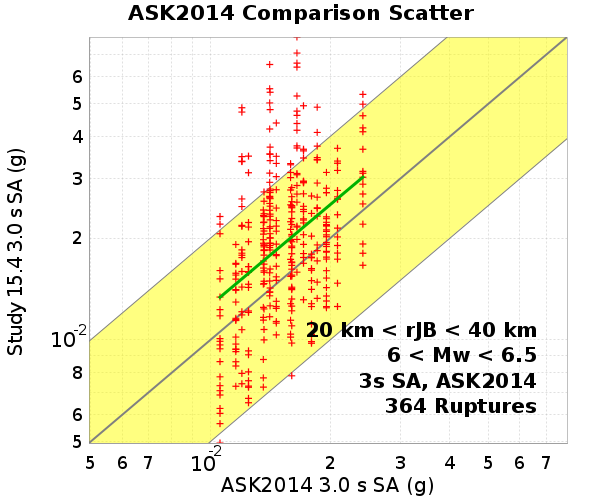 ASK2014 Comparison Scatter
Study 15.4 3.0 s SA (g)
6
5
4
3
2
10-2
8
7
6
5
20 km < rJB < 40 km
6 < Mw < 6.5
3s SA, ASK2014
364 Ruptures
5 6 7 10-2 2 3 4 5 6 7
ASK2014 3.0 s SA (g)